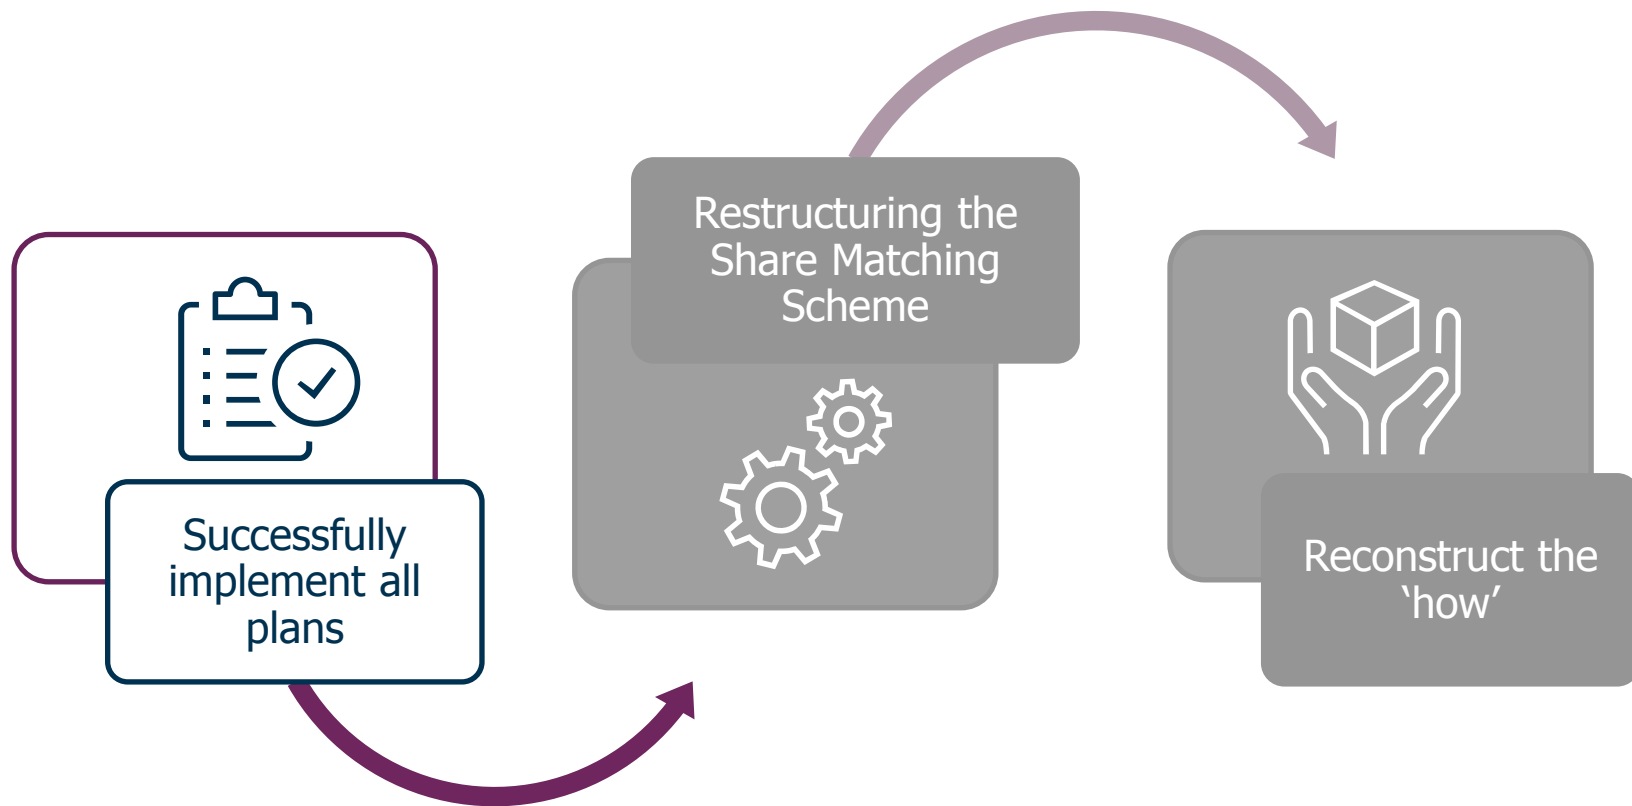 Successfully
implement all
plans
Restructuring the
Share Matching
Scheme
Reconstruct the
‘how’